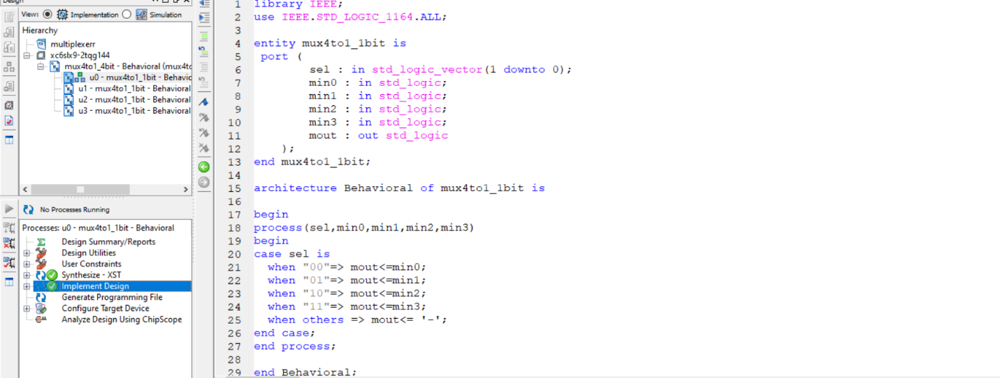 Design
View: Implementation Simulation
Hierarchy
multiplexerr
xc6slx9-2tqg144
mux4to1_4bit - Behavioral (mux4to
u0 - mux4to1_1bit - Behavic
u1 - mux4to1_1bit - Behavioral
u2 - mux4to1_1bit - Behavioral
u3 - mux4to1_1bit - Behavioral
No Processes Running
Processes: u0 - mux4to1_1bit - Behavioral
Design Summary/Reports
Design Utilities
User Constraints
Synthesize - XST
Implement Design
Generate Programming File
Configure Target Device
Analyze Design Using ChipScope
1 library IEEE;
2 use IEEE.STD_LOGIC_1164.ALL;
3
4 entity mux4to1_1bit is
5 port (
6 sel : in std_logic_vector(1 downto 0);
7 min0 : in std_logic;
8 min1 : in std_logic;
9 min2 : in std_logic;
10 min3 : in std_logic;
11 mout : out std_logic
12 );
13 end mux4to1_1bit;
14
15 architecture Behavioral of mux4to1_1bit is
16
17 begin
18 process(sel,min0,min1,min2,min3)
19 begin
20 case sel is
21 when "00"=> mout<=min0;
22 when "01"=> mout<=min1;
23 when "10"=> mout<=min2;
24 when "11"=> mout<=min3;
25 when others => mout<= '-';
26 end case;
27 end process;
28
29 end Behavioral;